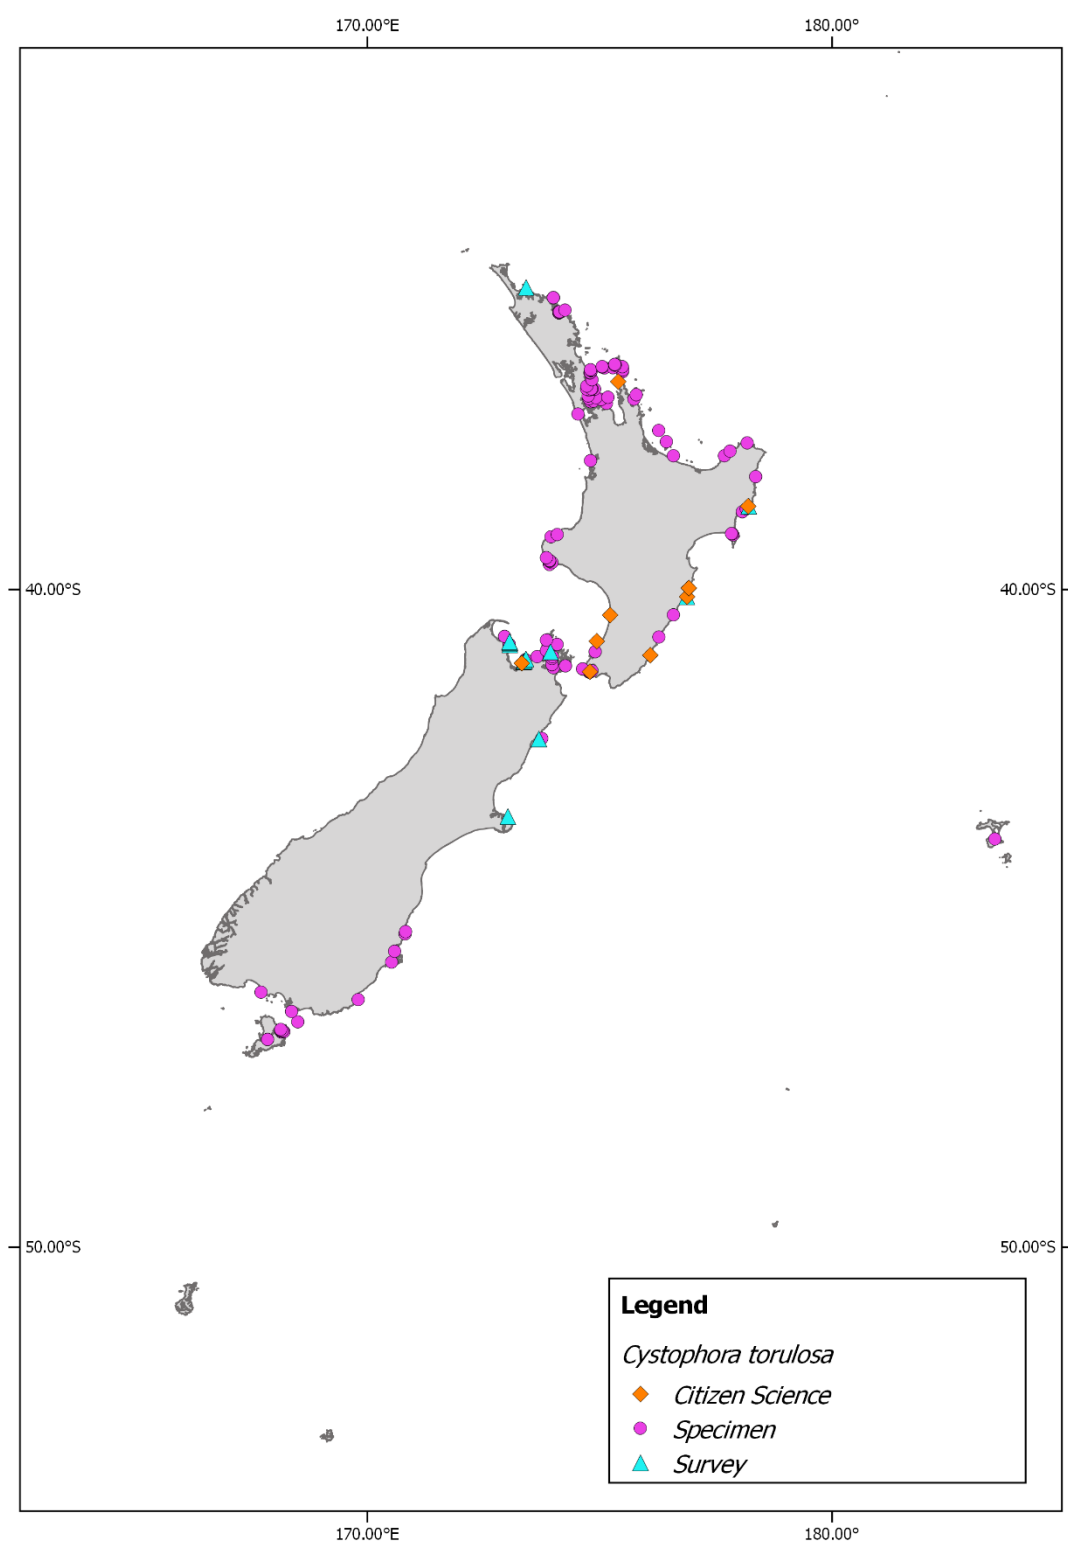 170.00°E 180.00°
40.00°S 40.00°S
50.00°S 50.00°S
Legend
Cystophora torulosa
Citizen Science
Specimen
Survey
170.00°E 180.00°